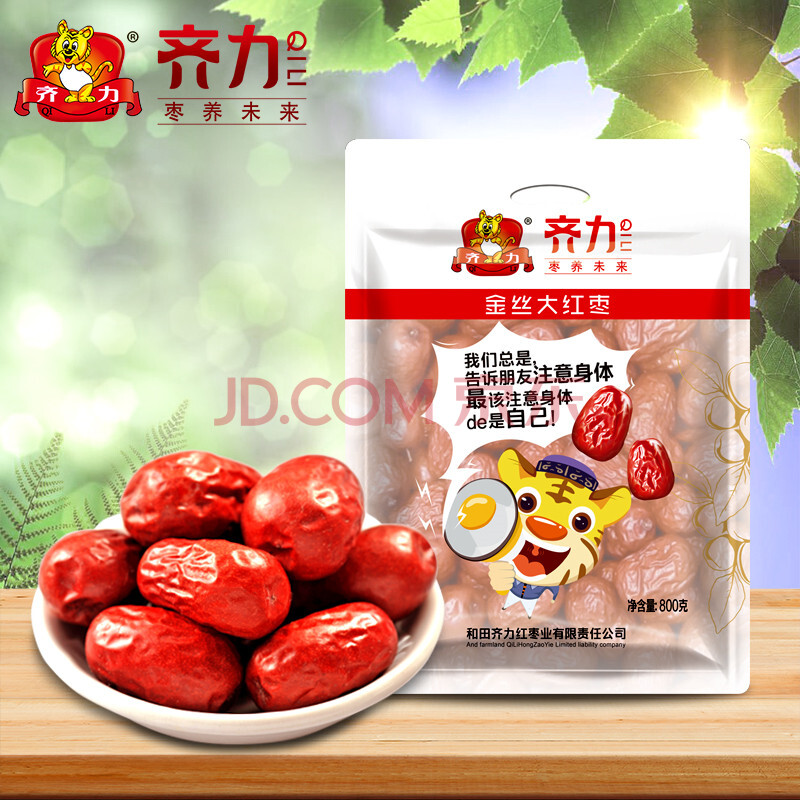 齐力
QILI
枣养未来
®
齐 力
QI LI
®
齐力
QILI
枣养未来
齐 力
金丝大红枣
我们总是,
告诉朋友注意身体
最该注意身体
de是自己!
JD.COM 京东
净含量:800克
和田齐力红枣业有限责任公司
And farmland QiLiHongZaoYie Limited liability company